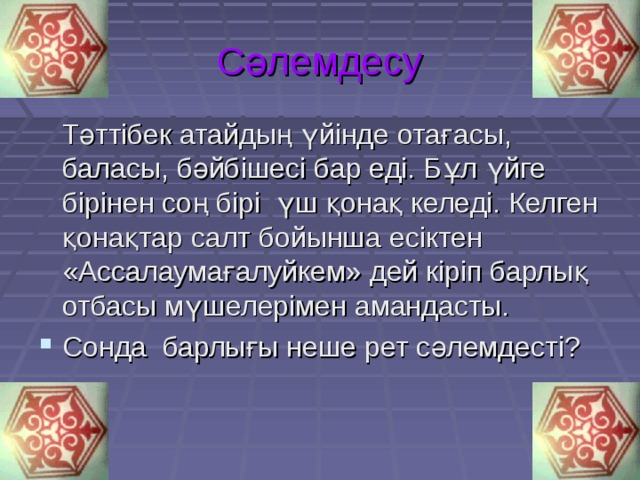 Сәлемдесу
Тәттібек атайдың үйінде отағасы,
баласы, бәйбішесі бар еді. Бұл үйге
бірінен соң бірі үш қонақ келеді. Келген
қонақтар салт бойынша есіктен
«Ассалаумағалуйкем» дей кіріп барлық
отбасы мүшелерімен амандасты.
Сонда барлығы неше рет сәлемдесті?